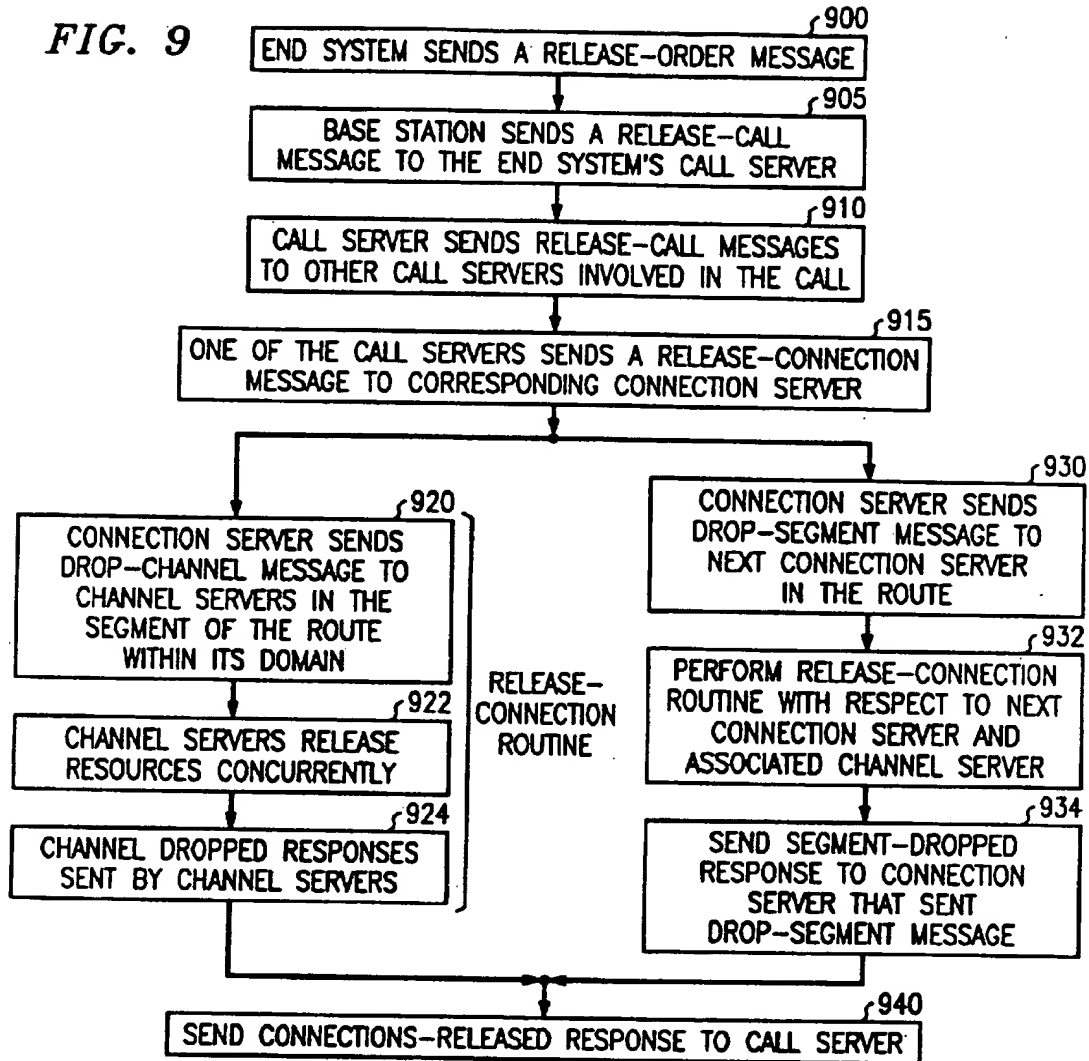 FIG. 9
900
END SYSTEM SENDS A RELEASE-ORDER MESSAGE
905
BASE STATION SENDS A RELEASE-CALL
MESSAGE TO THE END SYSTEM'S CALL SERVER
910
CALL SERVER SENDS RELEASE-CALL MESSAGES
TO OTHER CALL SERVERS INVOLVED IN THE CALL
915
ONE OF THE CALL SERVERS SENDS A RELEASE-CONNECTION
MESSAGE TO CORRESPONDING CONNECTION SERVER
920
CONNECTION SERVER SENDS
DROP-CHANNEL MESSAGE TO
CHANNEL SERVERS IN THE
SEGMENT OF THE ROUTE
WITHIN ITS DOMAIN
922
CHANNEL SERVERS RELEASE
RESOURCES CONCURRENTLY
924
CHANNEL DROPPED RESPONSES
SENT BY CHANNEL SERVERS
RELEASE-
CONNECTION
ROUTINE
930
CONNECTION SERVER SENDS
DROP-SEGMENT MESSAGE TO
NEXT CONNECTION SERVER
IN THE ROUTE
932
PERFORM RELEASE-CONNECTION
ROUTINE WITH RESPECT TO NEXT
CONNECTION SERVER AND
ASSOCIATED CHANNEL SERVER
934
SEND SEGMENT-DROPPED
RESPONSE TO CONNECTION
SERVER THAT SENT
DROP-SEGMENT MESSAGE
940
SEND CONNECTIONS-RELEASED RESPONSE TO CALL SERVER